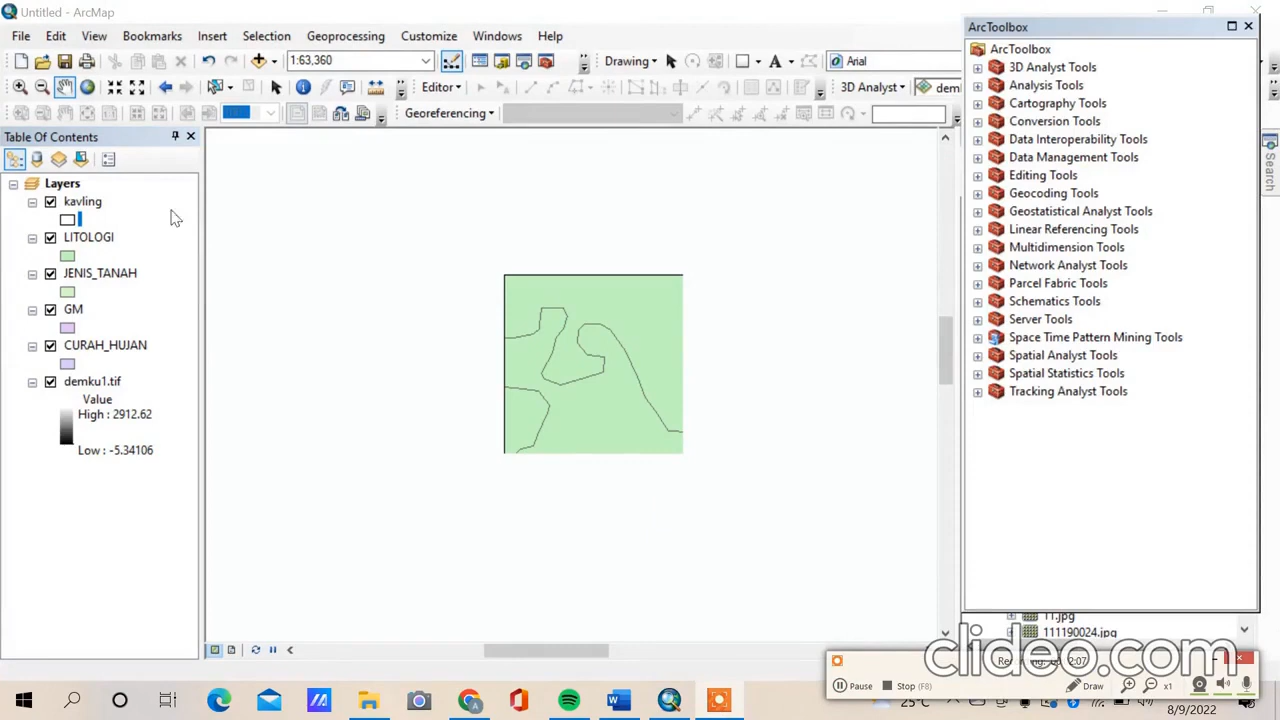 Untitled - ArcMap
File Edit View Bookmarks Insert Selection Geoprocessing Customize Windows Help
1:63,360
Drawing
A
Arial
Editor
3D Analyst
Georeferencing
Table Of Contents
Layers
kavling
LITOLOGI
JENIS_TANAH
GM
CURAH_HUJAN
demku1.tif
Value
High : 2912.62
Low : -5.34106
ArcToolbox
ArcToolbox
3D Analyst Tools
Analysis Tools
Cartography Tools
Conversion Tools
Data Interoperability Tools
Data Management Tools
Editing Tools
Geocoding Tools
Geostatistical Analyst Tools
Linear Referencing Tools
Multidimension Tools
Network Analyst Tools
Parcel Fabric Tools
Schematics Tools
Server Tools
Space Time Pattern Mining Tools
Spatial Analyst Tools
Spatial Statistics Tools
Tracking Analyst Tools
Search
11.jpg
111190024.jpg
clideo.com
Pause
Stop (F8)
Draw
x1
25°C
8/9/2022